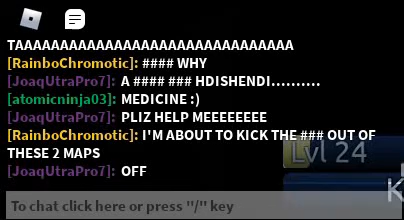 TAAAAAAAAAAAAAAAAAAAAAAAAAAAAAAA
[RainboChromotic]: #### WHY
[JoaqUtraPro7]: A #### ### HDISHENDI..........
[atomicninja03]: MEDICINE :)
[JoaqUtraPro7]: PLIZ HELP MEEEEEEEE
[RainboChromotic]: I'M ABOUT TO KICK THE ### OUT OF
THESE 2 MAPS
[JoaqUtraPro7]: OFF
Lvl 24
K
To chat click here or press "/" key